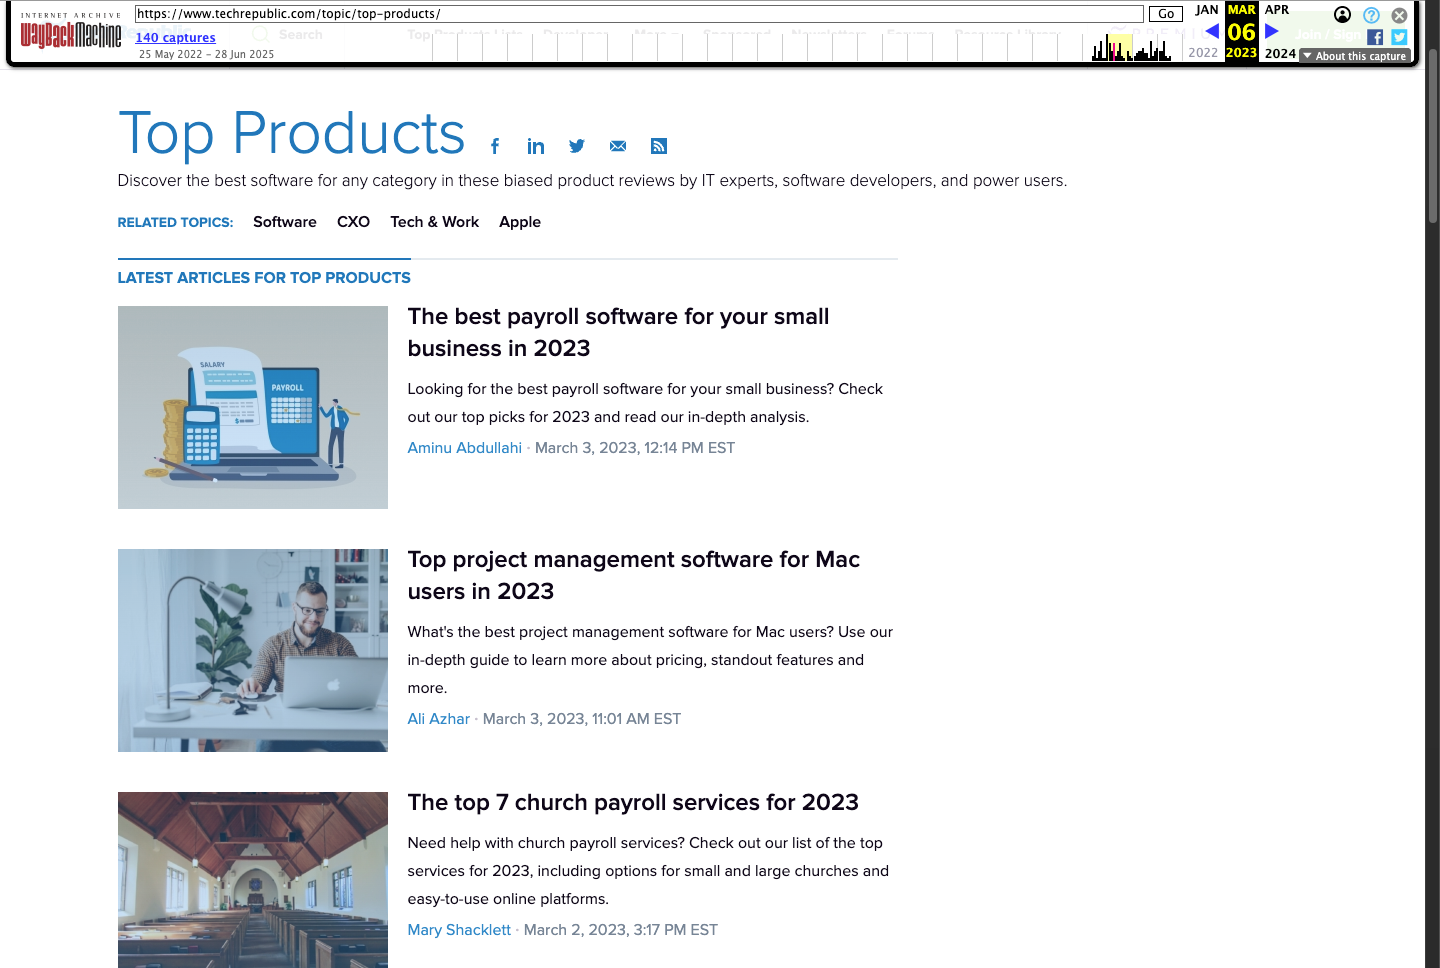 INTERNET ARCHIVE
WayBackMachine
https://www.techrepublic.com/topic/top-products/
Go
JAN
MAR
APR
140 captures
06
25 May 2022 – 28 Jun 2025
2022
2023
2024
About this capture
Search
Join / Sign
Top Products
Discover the best software for any category in these biased product reviews by IT experts, software developers, and power users.
RELATED TOPICS: Software CXO Tech & Work Apple
LATEST ARTICLES FOR TOP PRODUCTS
SALARY
PAYROLL
The best payroll software for your small
business in 2023
Looking for the best payroll software for your small business? Check
out our top picks for 2023 and read our in-depth analysis.
Aminu Abdullahi · March 3, 2023, 12:14 PM EST
Top project management software for Mac
users in 2023
What's the best project management software for Mac users? Use our
in-depth guide to learn more about pricing, standout features and
more.
Ali Azhar · March 3, 2023, 11:01 AM EST
The top 7 church payroll services for 2023
Need help with church payroll services? Check out our list of the top
services for 2023, including options for small and large churches and
easy-to-use online platforms.
Mary Shacklett · March 2, 2023, 3:17 PM EST